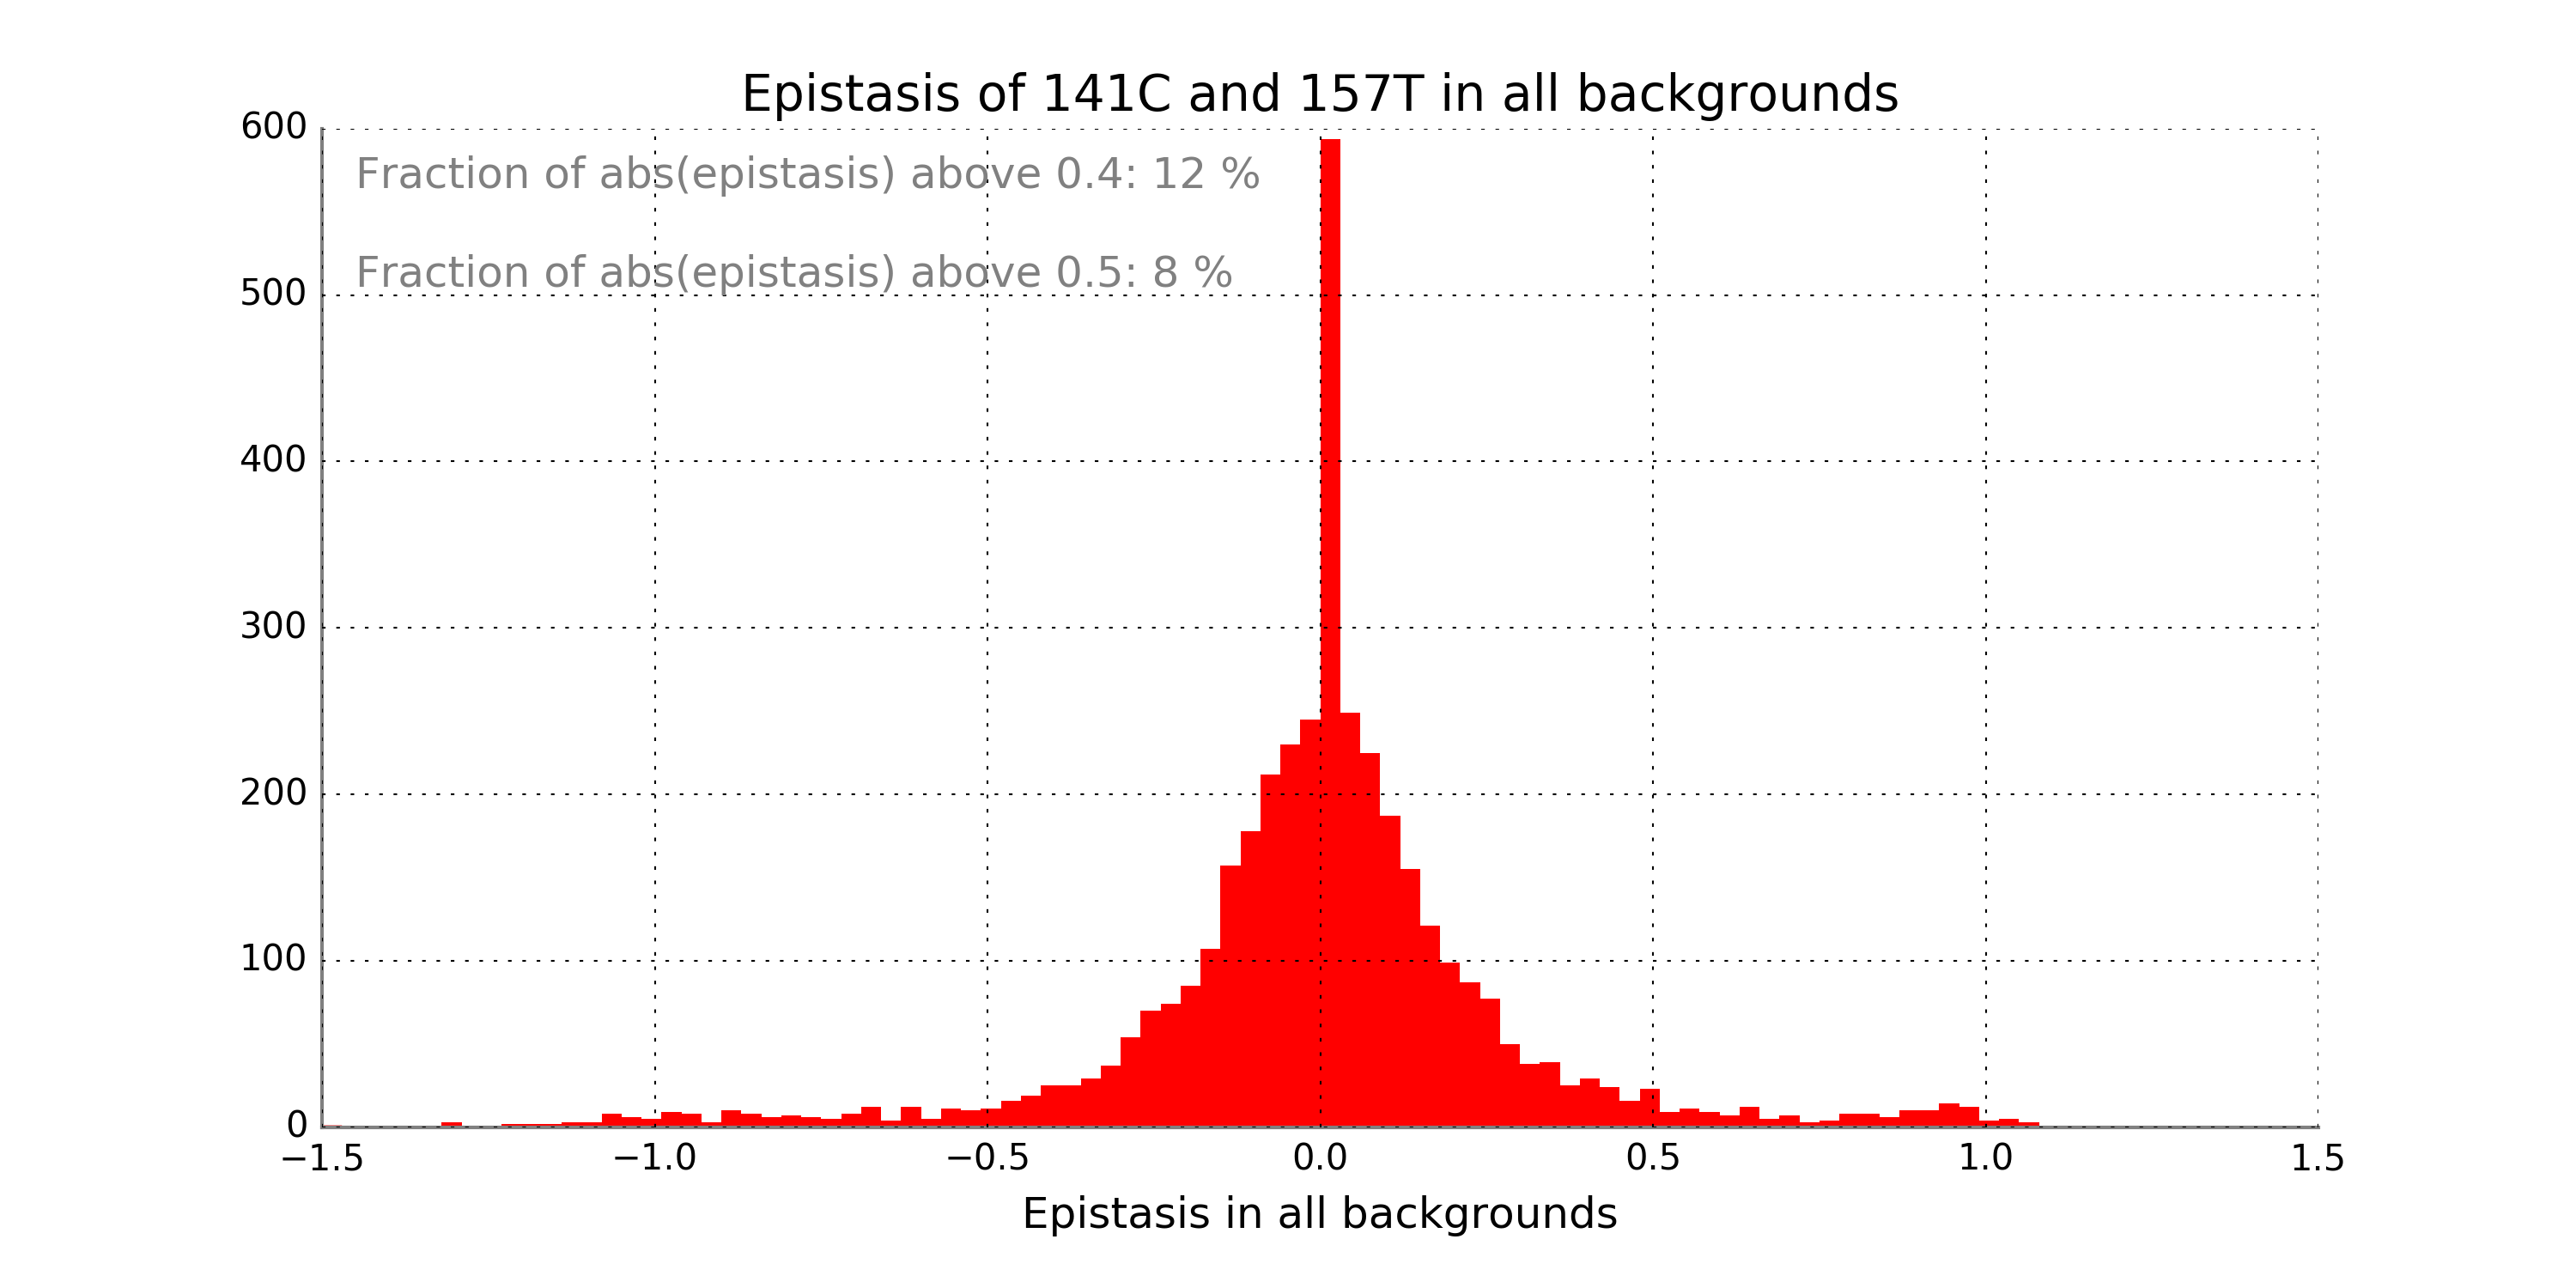 Epistasis of 141C and 157T in all backgrounds
600
Fraction of abs(epistasis) above 0.4: 12 %
Fraction of abs(epistasis) above 0.5: 8 %
500
400
300
200
100
0
−1.5 −1.0 −0.5 0.0 0.5 1.0 1.5
Epistasis in all backgrounds